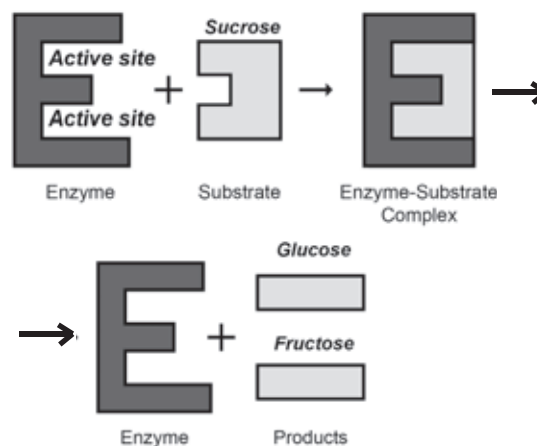 Sucrose
Active site
+
Active site
Enzyme
Substrate
Enzyme-Substrate
Complex
Glucose
+
Fructose
Enzyme
Products